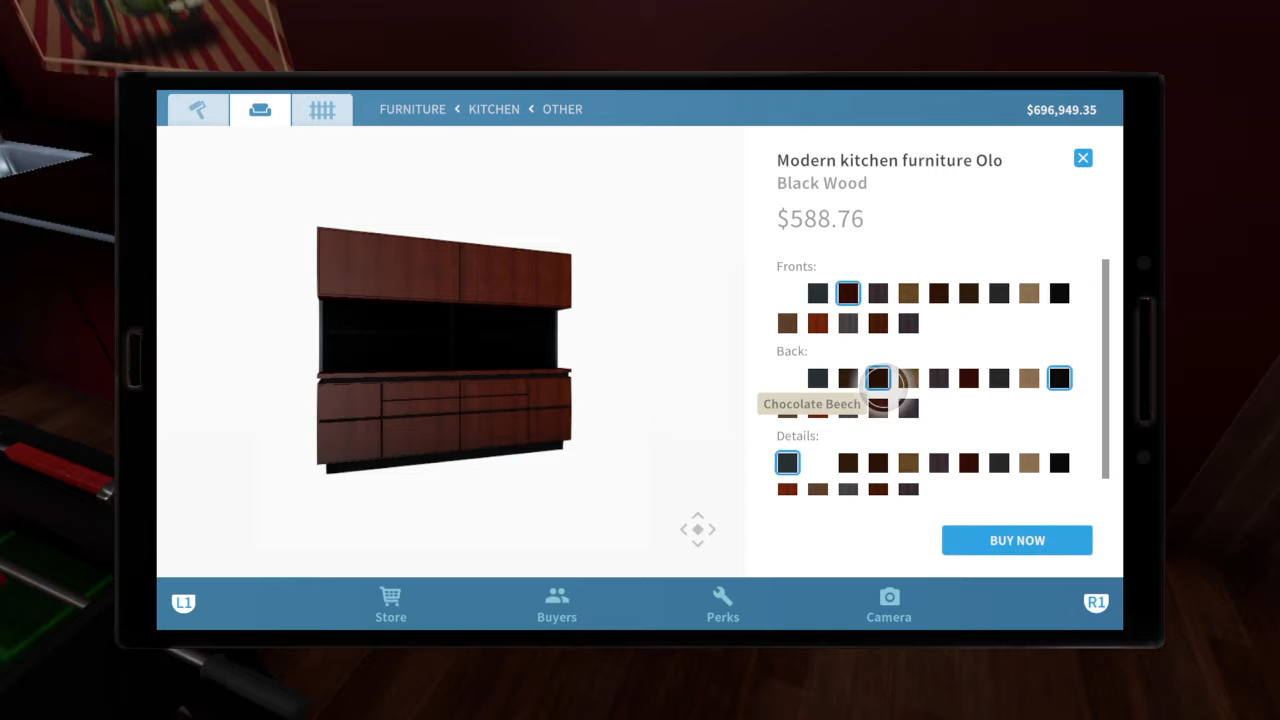 FURNITURE < KITCHEN < OTHER
$696,949.35
Modern kitchen furniture Olo
Black Wood
$588.76
Fronts:
Back:
Chocolate Beech
Details:
BUY NOW
L1
Store
Buyers
Perks
Camera
R1